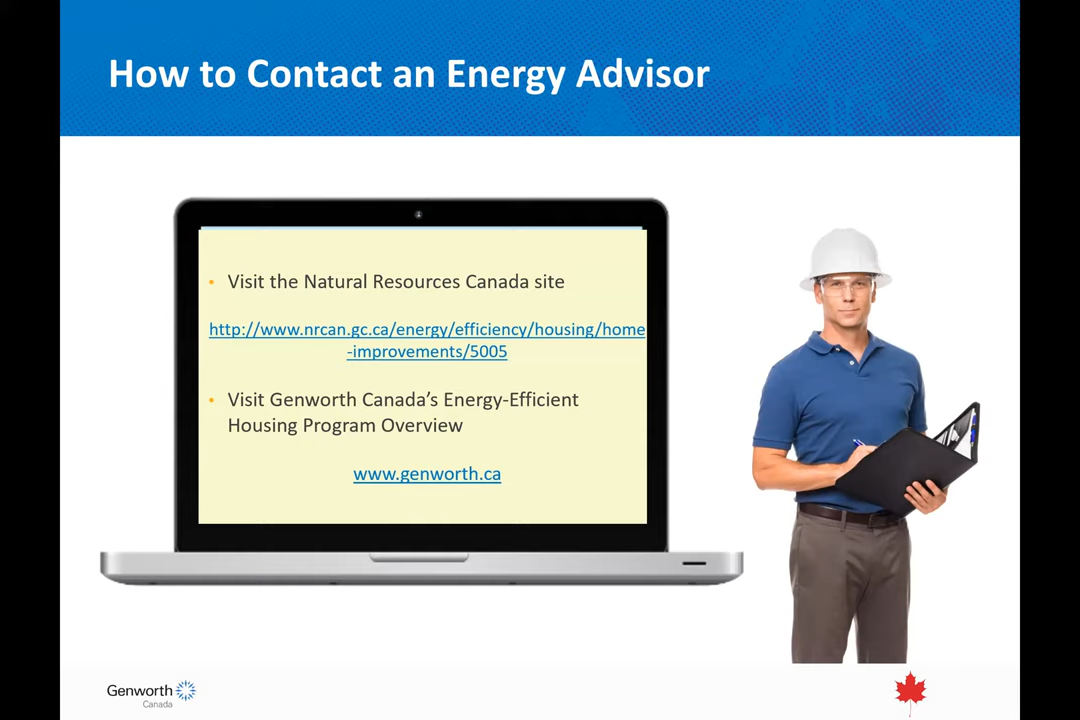 How to Contact an Energy Advisor
• Visit the Natural Resources Canada site
http://www.nrcan.gc.ca/energy/efficiency/housing/home
-improvements/5005
• Visit Genworth Canada’s Energy-Efficient
Housing Program Overview
www.genworth.ca
Genworth
Canada